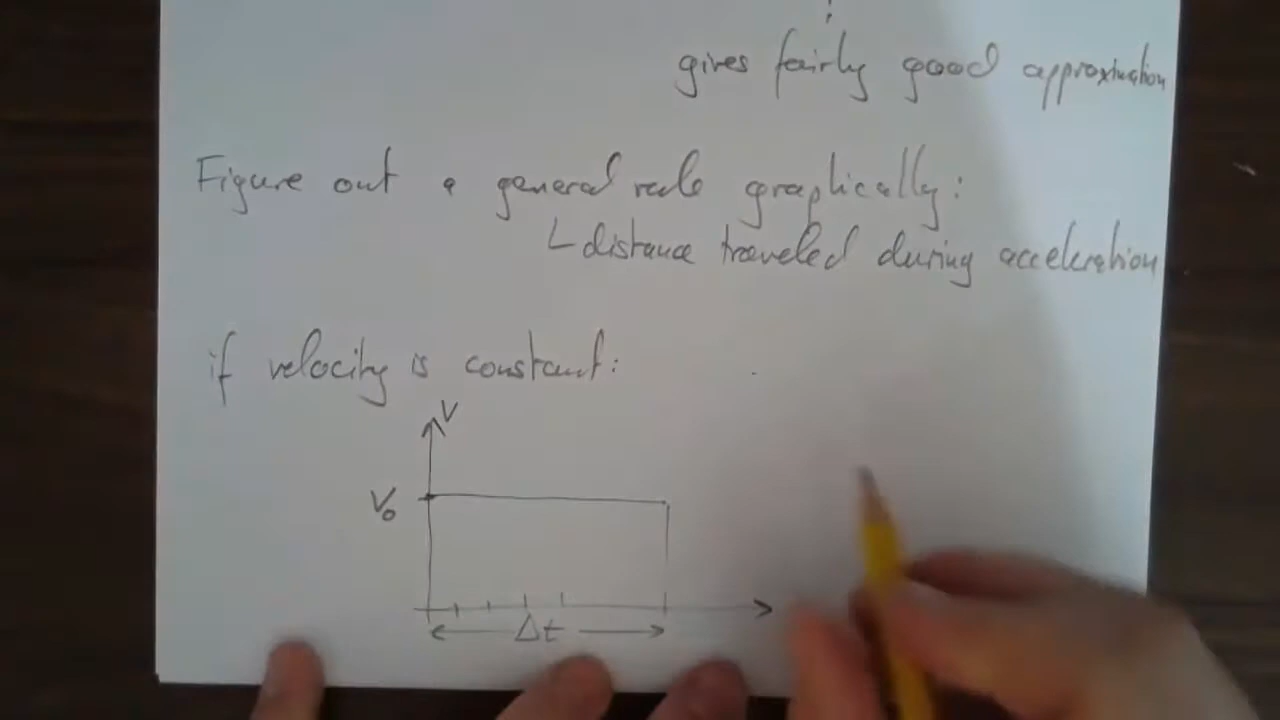 gives fairly good approximation
Figure out a general rule graphically:
distance traveled during acceleration
if velocity is constant:
V
V₀
Δt